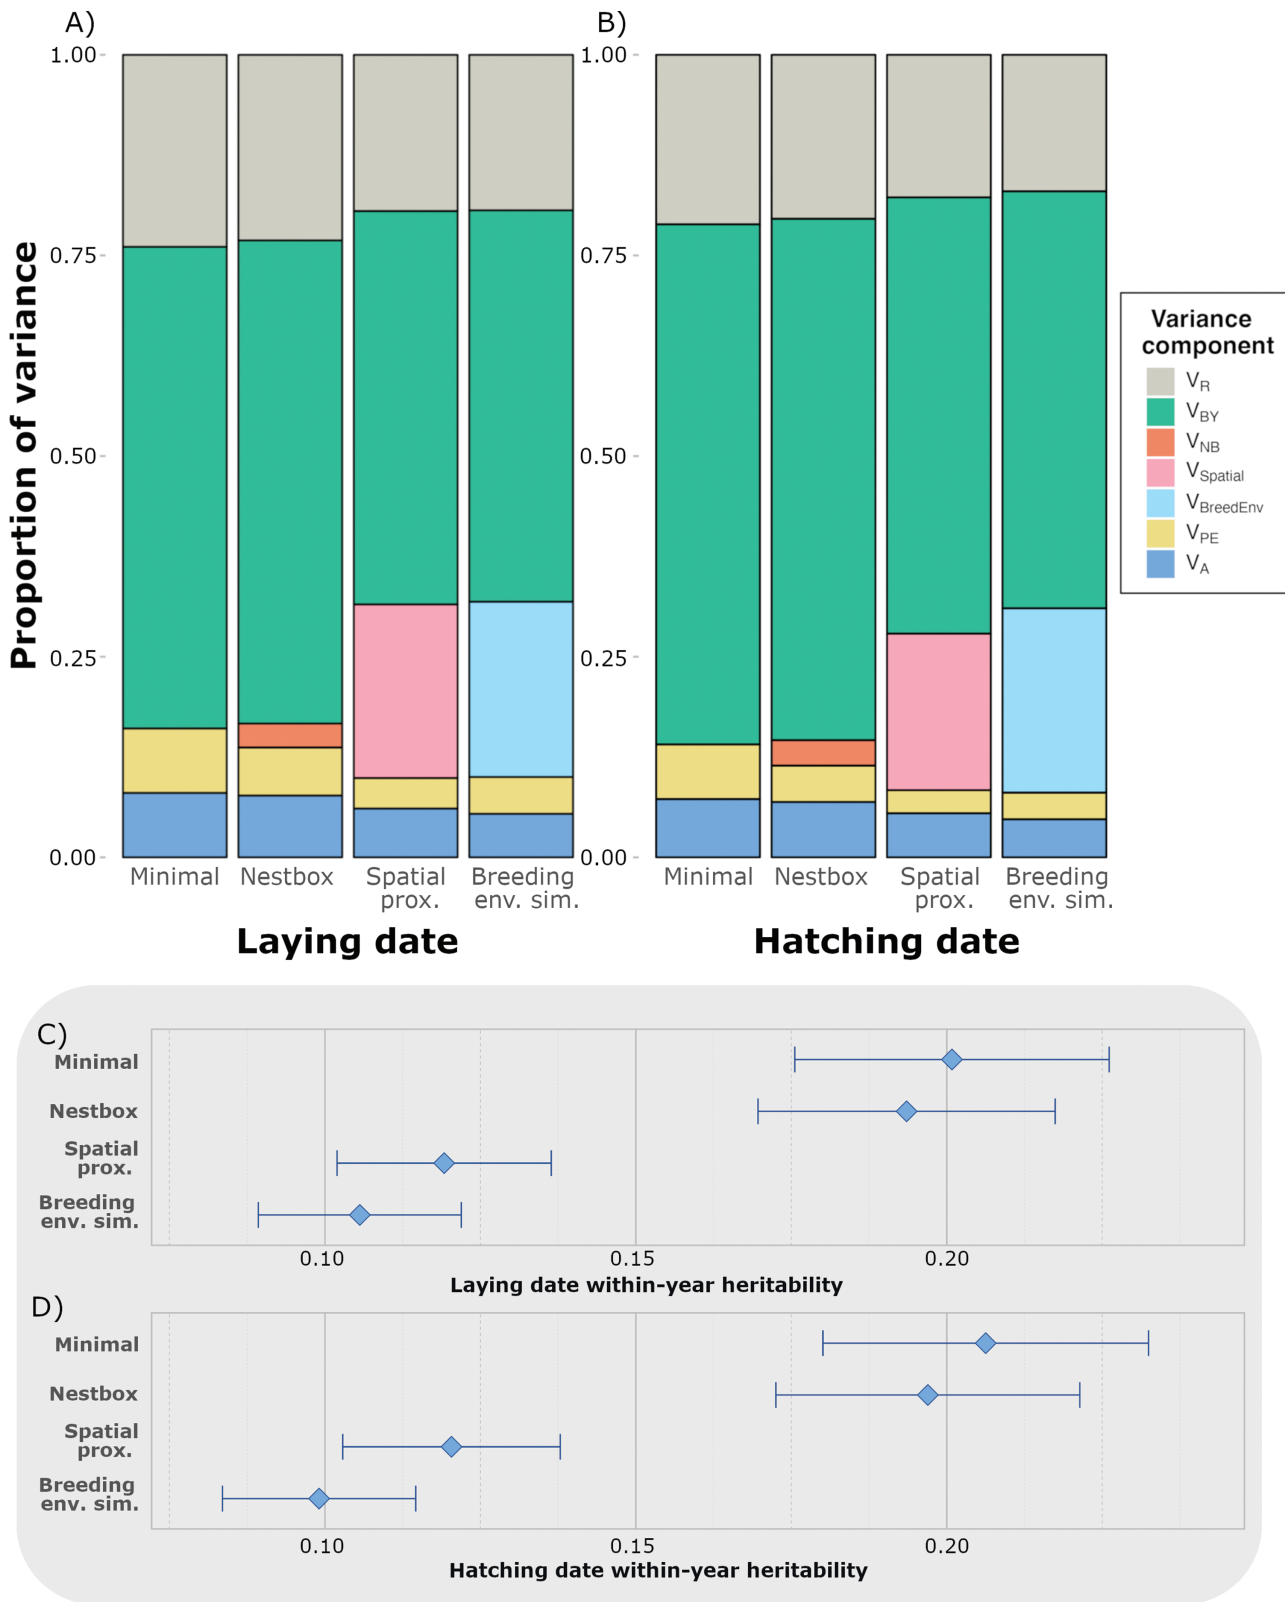 A)
B)
Proportion of variance
1.00
0.75
0.50
0.25
0.00
1.00
0.75
0.50
0.25
0.00
Minimal
Nestbox
Spatial
prox.
Breeding
env. sim.
Minimal
Nestbox
Spatial
prox.
Breeding
env. sim.
Laying date
Hatching date
Variance
component
VR
VBY
VNB
VSpatial
VBreedEnv
VPE
VA
C)
Minimal
Nestbox
Spatial
prox.
Breeding
env. sim.
0.10
0.15
0.20
Laying date within-year heritability
D)
Minimal
Nestbox
Spatial
prox.
Breeding
env. sim.
0.10
0.15
0.20
Hatching date within-year heritability